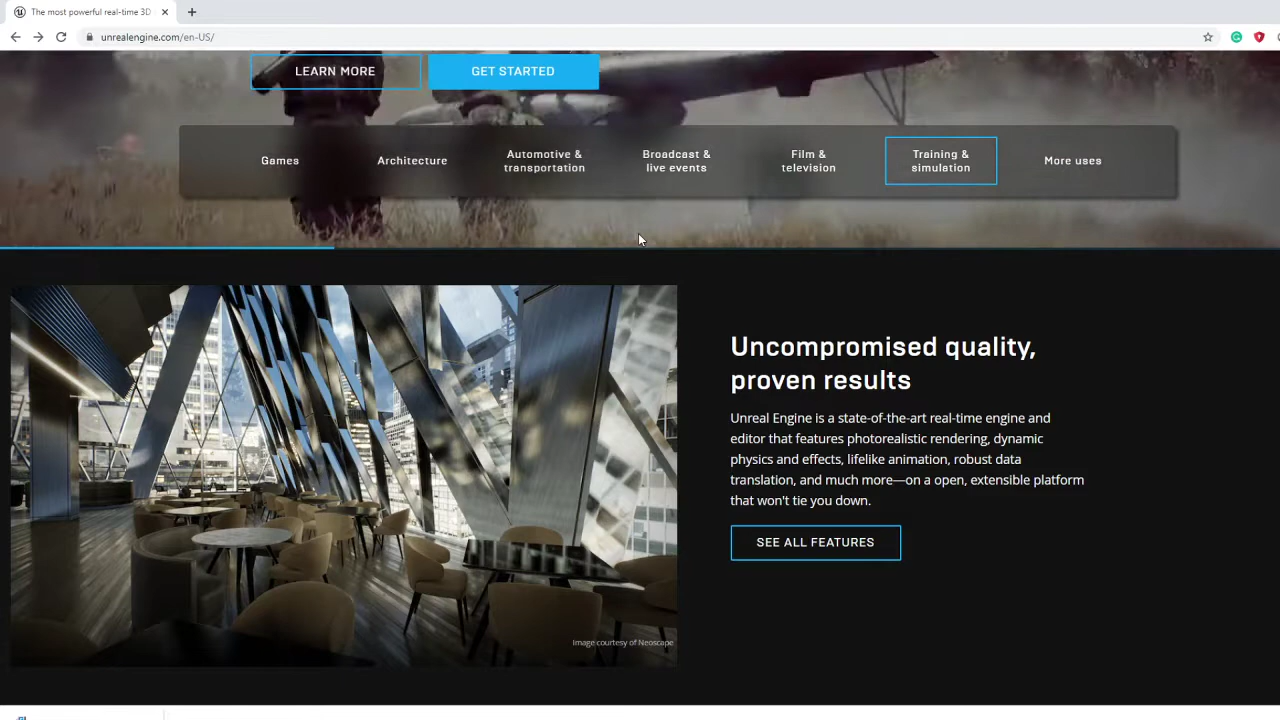 The most powerful real-time 3D
unrealengine.com/en-US/
LEARN MORE
GET STARTED
Games
Architecture
Automotive &
transportation
Broadcast &
live events
Film &
television
Training &
simulation
More uses
Uncompromised quality,
proven results
Unreal Engine is a state-of-the-art real-time engine and
editor that features photorealistic rendering, dynamic
physics and effects, lifelike animation, robust data
translation, and much more—on a open, extensible platform
that won't tie you down.
SEE ALL FEATURES
Image courtesy of Neoscape